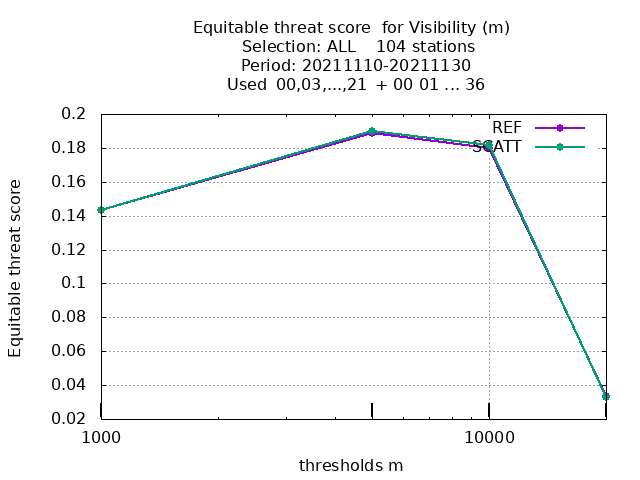 Equitable threat score  for Visibility (m)
Selection: ALL    104 stations
Period: 20211110-20211130
Used  00,03,...,21  + 00 01 ... 36
0.2
REF
0.18
SCATT
0.16
0.14
0.12
0.1
0.08
0.06
0.04
0.02
Equitable threat score
1000
10000
thresholds m